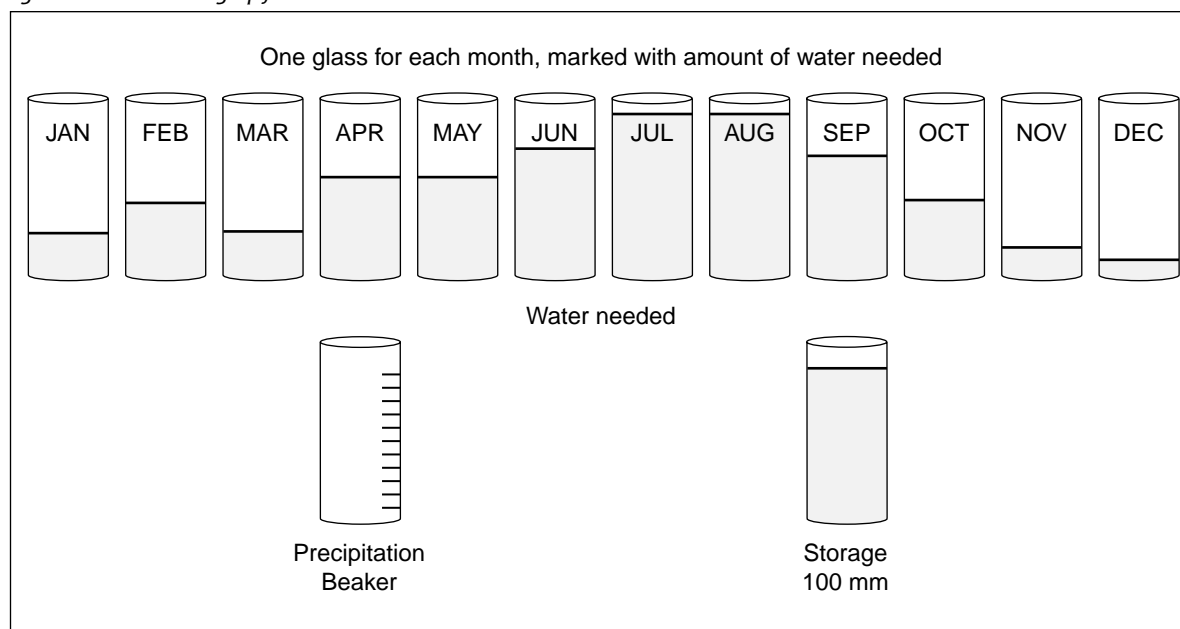 One glass for each month, marked with amount of water needed
JAN FEB MAR APR MAY JUN JUL AUG SEP OCT NOV DEC
Water needed
Precipitation
Beaker
Storage
100 mm